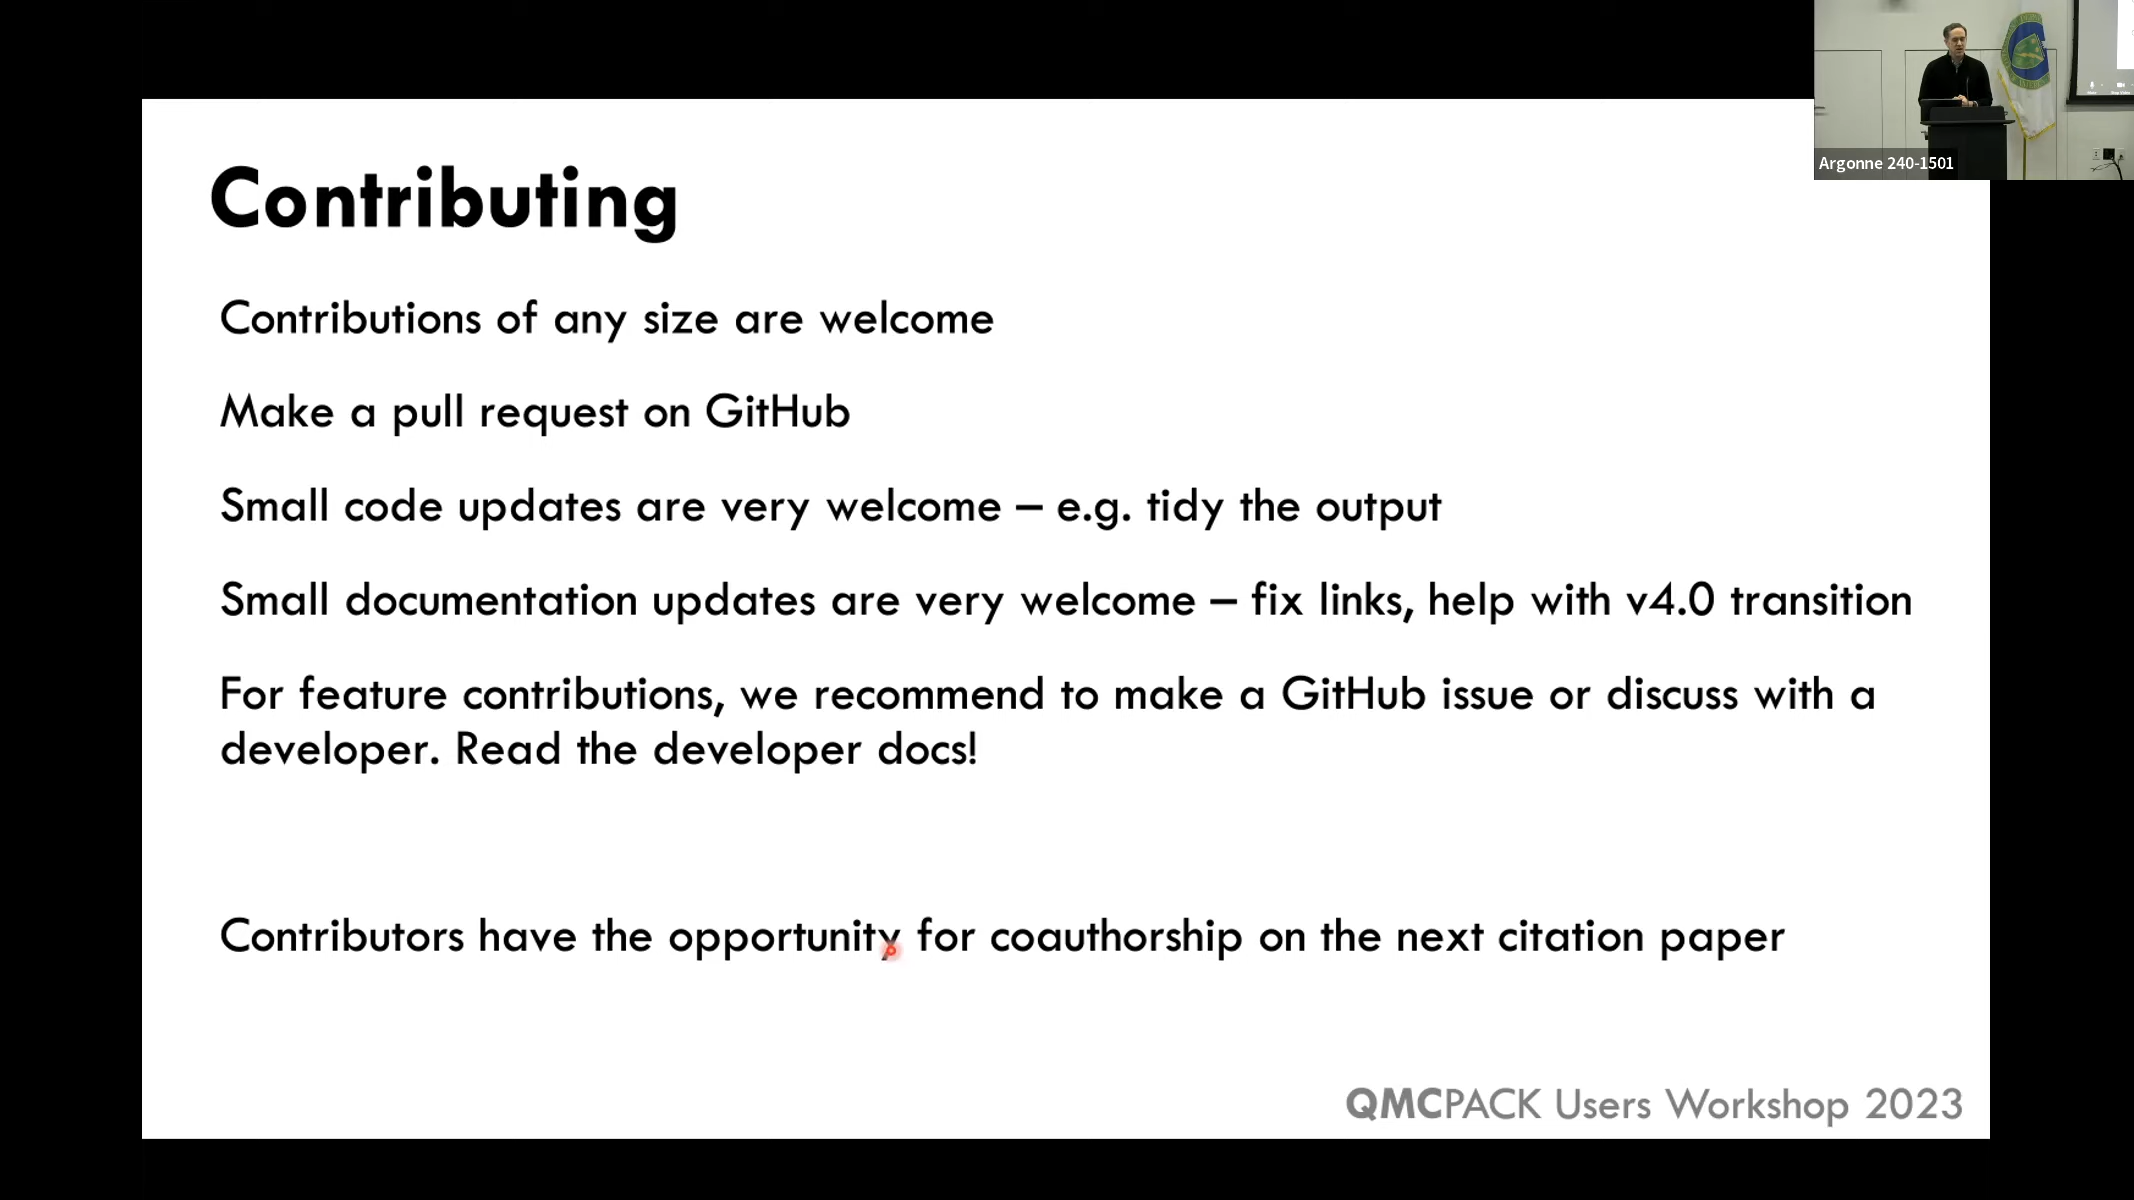 Contributing
Contributions of any size are welcome
Make a pull request on GitHub
Small code updates are very welcome – e.g. tidy the output
Small documentation updates are very welcome – fix links, help with v4.0 transition
For feature contributions, we recommend to make a GitHub issue or discuss with a
developer. Read the developer docs!
Contributors have the opportunity for coauthorship on the next citation paper
QMCPACK Users Workshop 2023
Argonne 240-1501